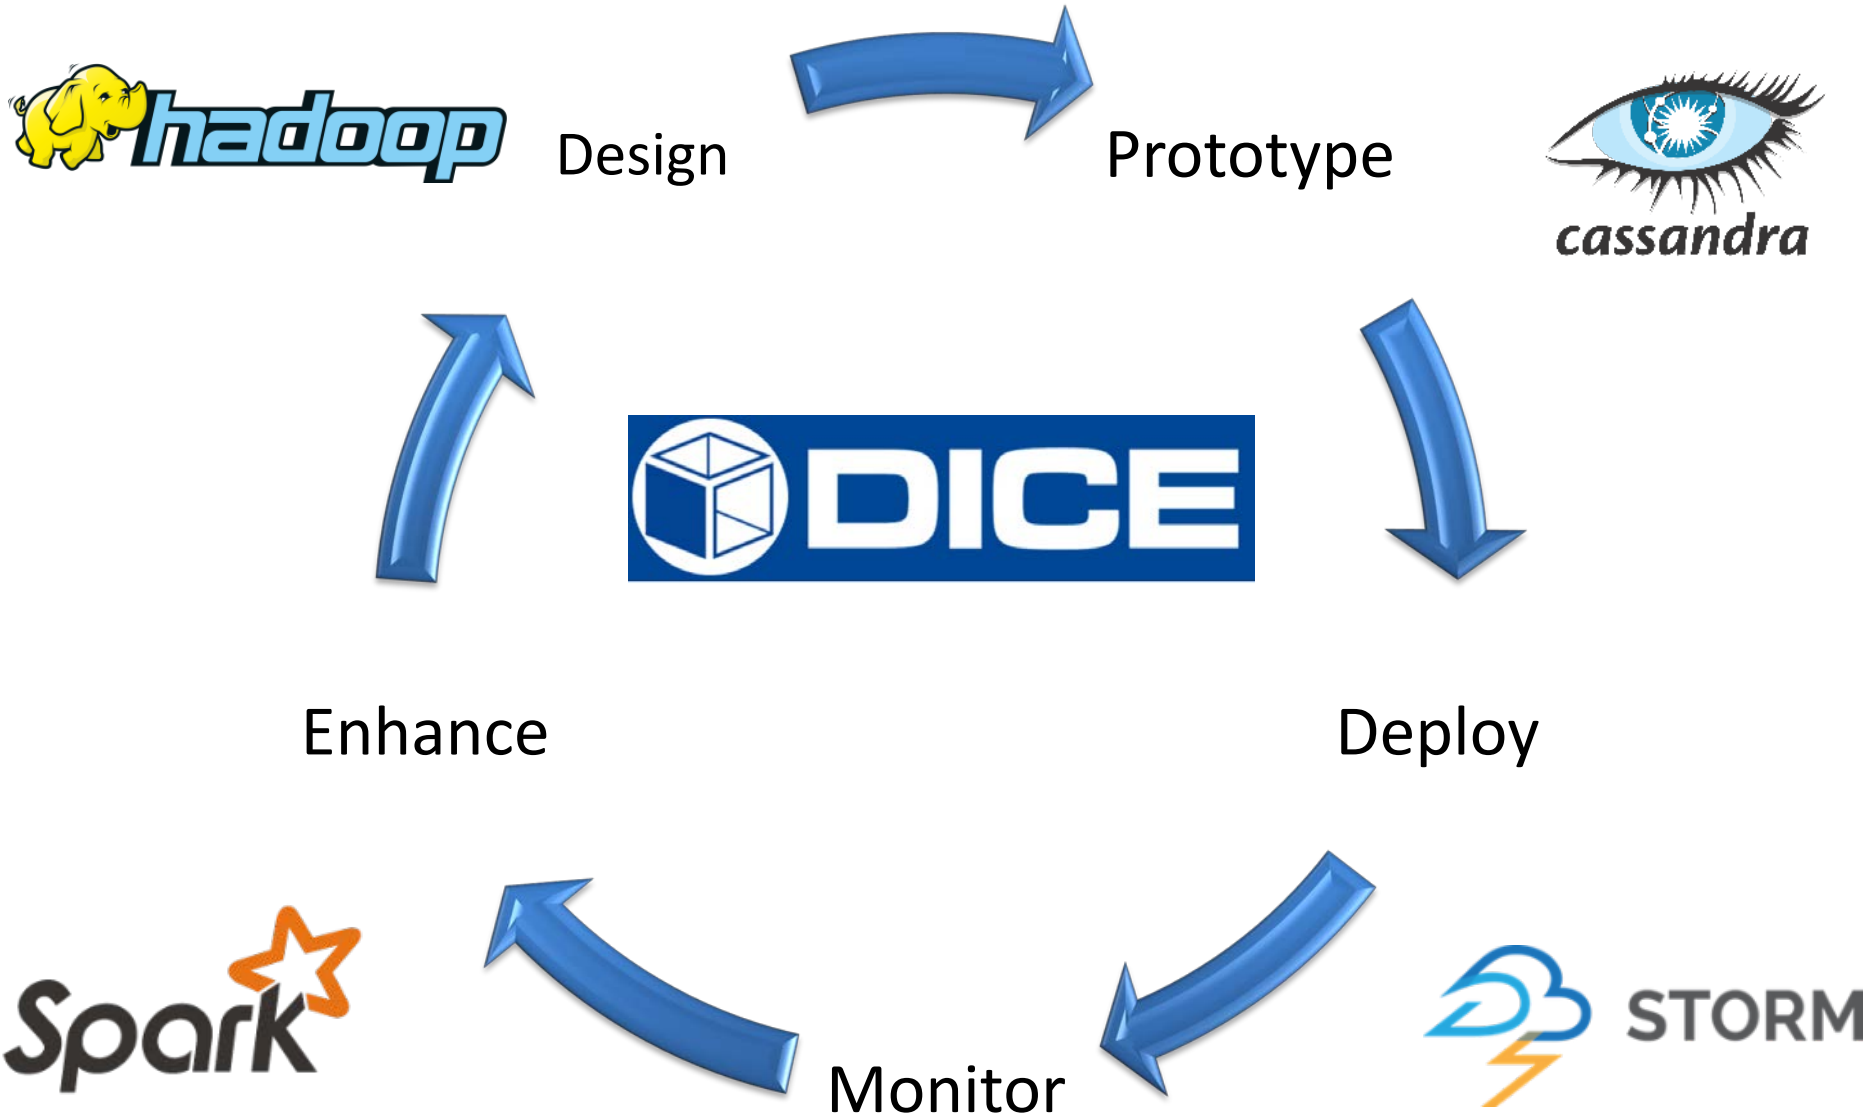 hadoop
Design
Prototype
cassandra
DICE
Enhance
Deploy
Spark
STORM
Monitor